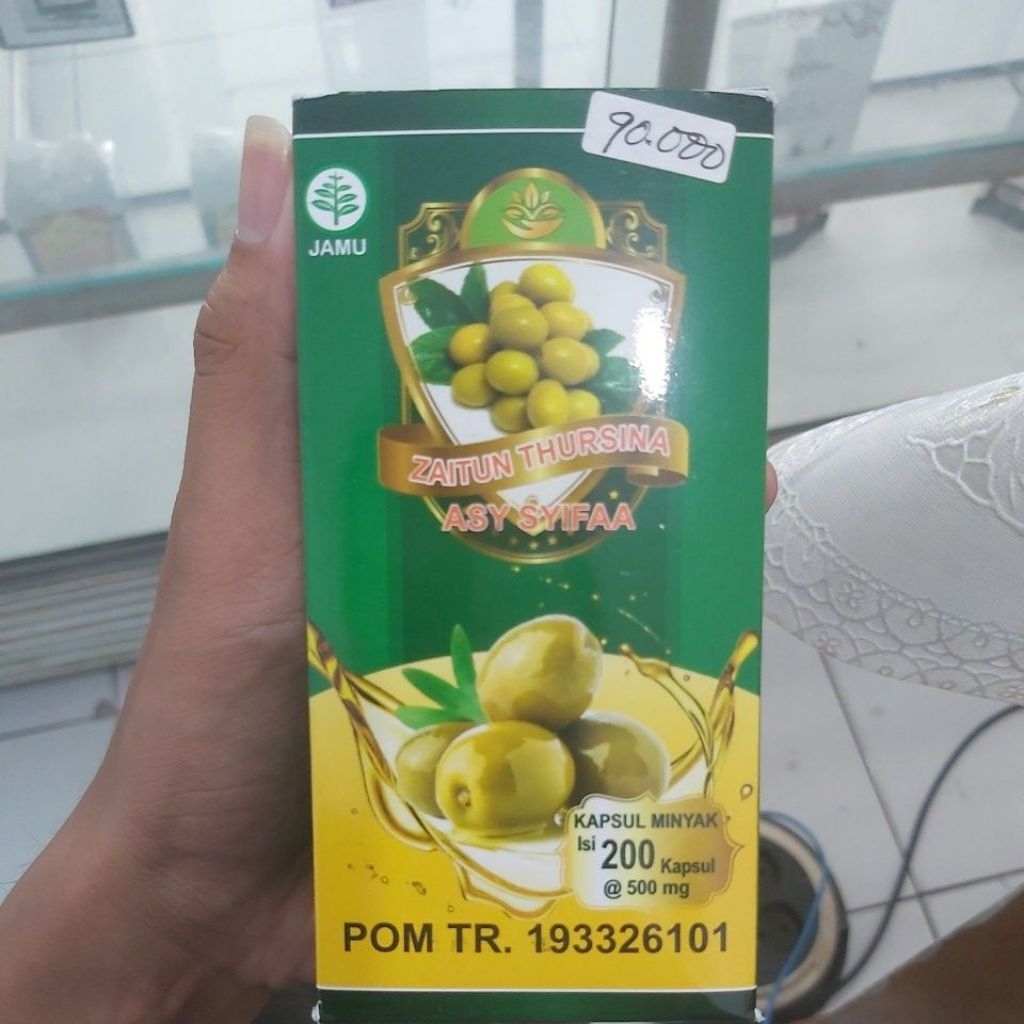 90.000
JAMU
ZAITUN THURSINA
ASY SYIFAA
KAPSUL MINYAK
Isi 200 Kapsul
@ 500 mg
POM TR. 193326101